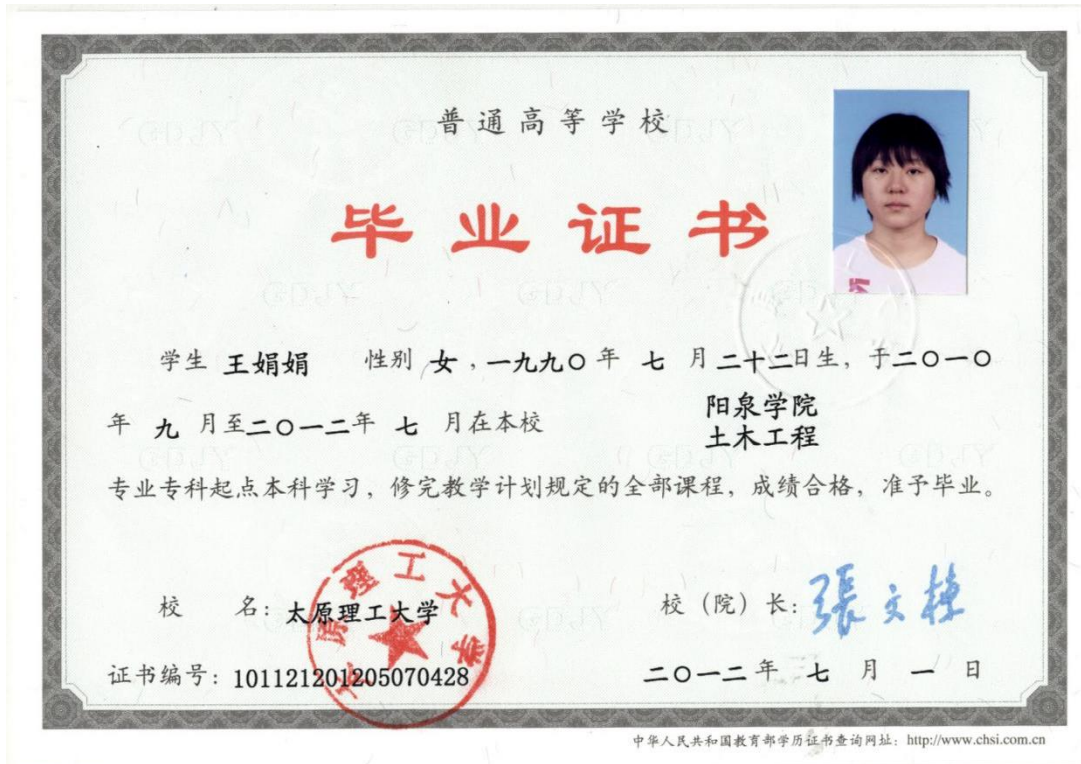 普通高等学校
毕业证书
学生 王娟娟 性别 女，一九九〇年 七 月二十二日生，于二〇一〇
年 九 月至二〇一二年 七 月在本校 阳泉学院
土木工程
专业专科起点本科学习，修完教学计划规定的全部课程，成绩合格，准予毕业。
校 名：太原理工大学 校（院）长：張文棟
太原理工大学
证书编号：101121201205070428 二〇一二年 七 月 一 日
中华人民共和国教育部学历证书查询网址：http://www.chsi.com.cn